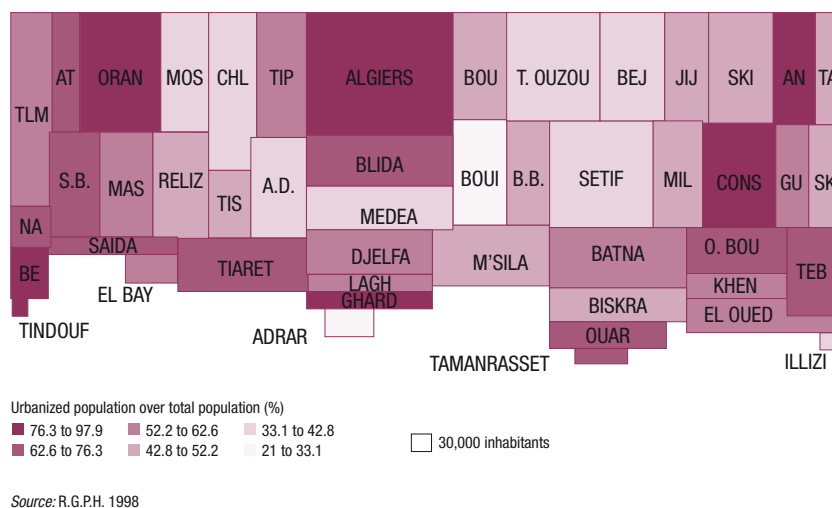 AT ORAN MOS CHL TIP ALGIERS BOU T. OUZOU BEJ JIJ SKI AN TA
TLM
S.B. MAS RELIZ TIS A.D. BLIDA BOUI B.B. SETIF MIL CONS GU SK
MEDEA
NA SAIDA
BE TIARET DJELFA M'SILA BATNA O. BOU TEB
EL BAY LAGH KHEN
GHARD BISKRA EL OUED
TINDOUF ADRAR OUAR
TAMANRASSET ILLIZI
Urbanized population over total population (%)
76.3 to 97.9 52.2 to 62.6 33.1 to 42.8
62.6 to 76.3 42.8 to 52.2 21 to 33.1
30,000 inhabitants
Source: R.G.P.H. 1998